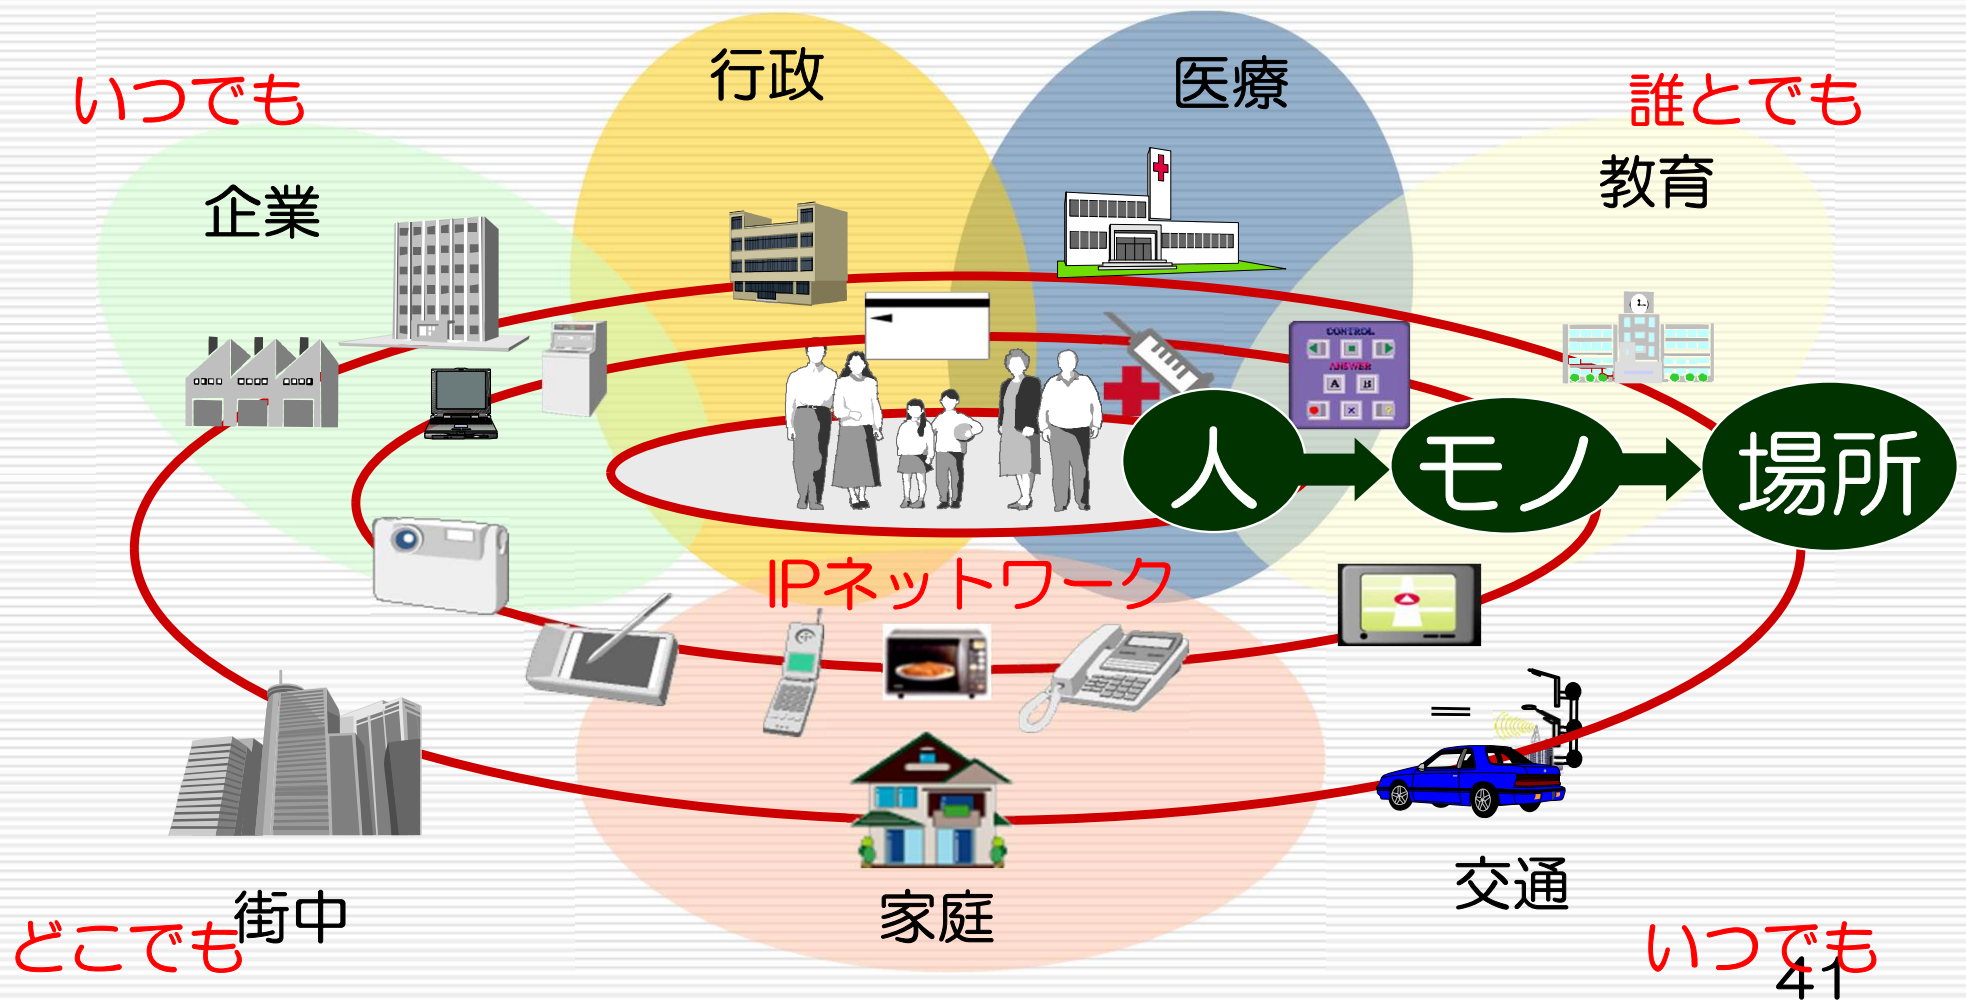 行政
医療
いつでも
誰とでも
教育
企業
CONTROL
ANSWER
A B
人
モノ
場所
IPネットワーク
交通
街中
家庭
どこでも
いつでも
41